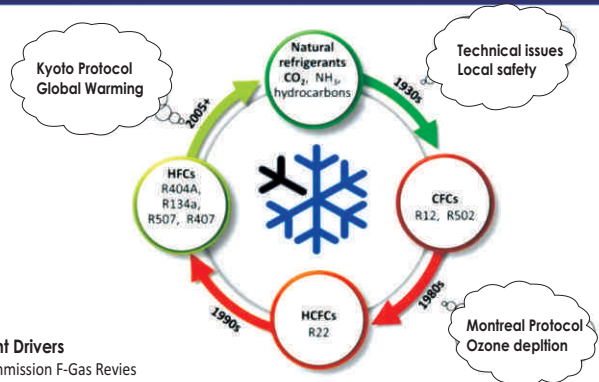 Natural
refrigerants
CO2, NH3,
hydrocarbons
Kyoto Protocol
Global Warming
Technical issues
Local safety
2005+
1930s
HFCs
R404A,
R134a,
R507, R407
CFCs
R12, R502
1990s
1980s
HCFCs
R22
Montreal Protocol
Ozone depltion
nt Drivers
mmission F-Gas Revies